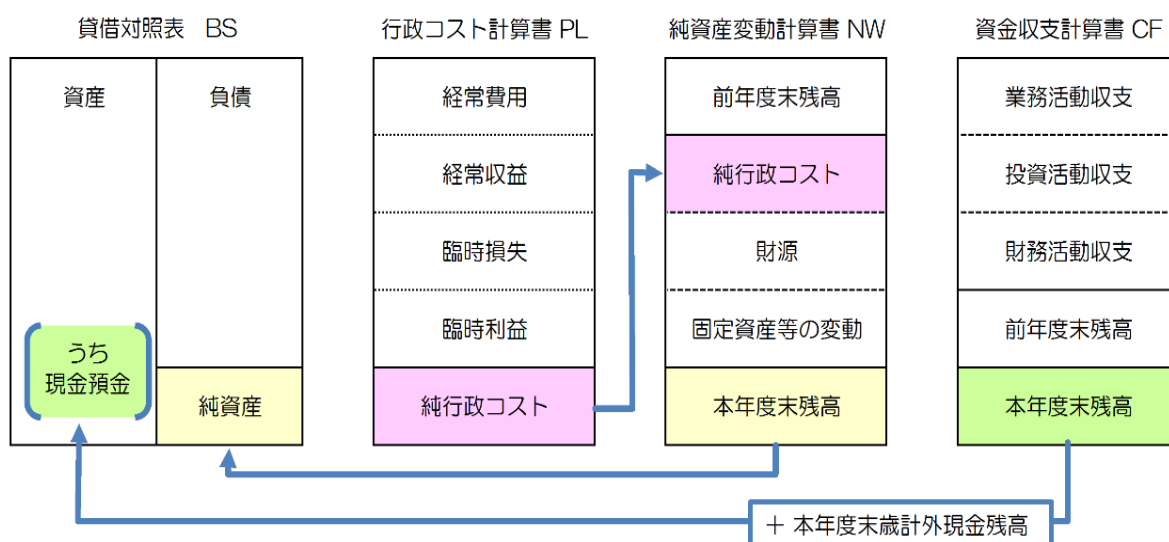 貸借対照表 BS
資産
負債
うち
現金預金
純資産
行政コスト計算書 PL
経常費用
経常収益
臨時損失
臨時利益
純行政コスト
純資産変動計算書 NW
前年度末残高
純行政コスト
財源
固定資産等の変動
本年度末残高
資金収支計算書 CF
業務活動収支
投資活動収支
財務活動収支
前年度末残高
本年度末残高
＋ 本年度末歳計外現金残高